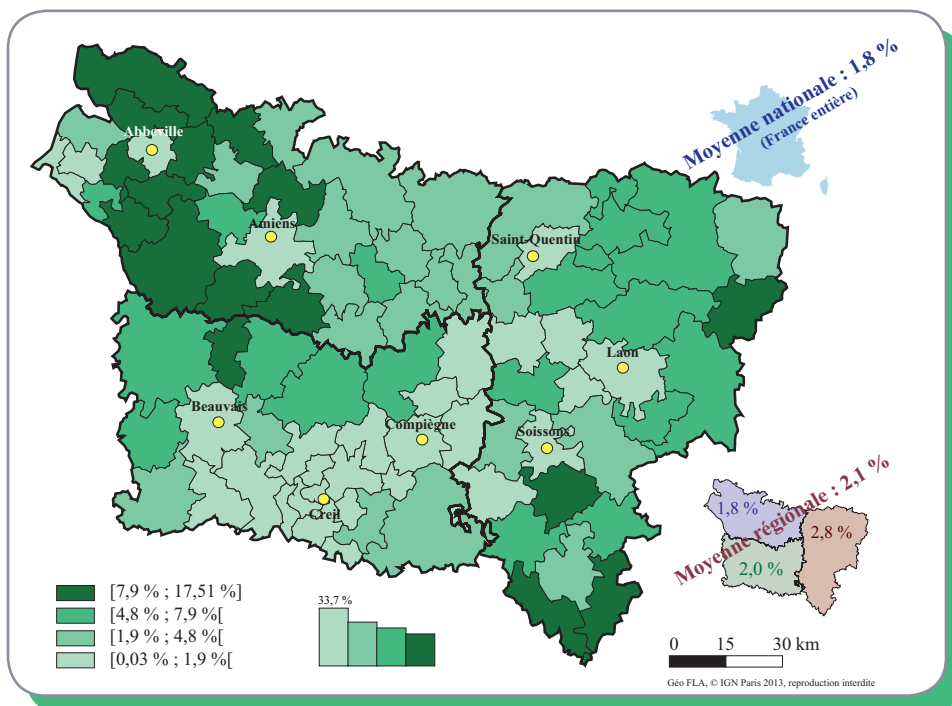 Moyenne nationale : 1,8 %
(France entière)
Abbeville
Amiens
Saint-Quentin
Laon
Beauvais
Compiègne
Soissons
Creil
Moyenne régionale : 2,1 %
1,8 %
2,8 %
2,0 %
[7,9 % ; 17,51 %]
[4,8 % ; 7,9 %[
[1,9 % ; 4,8 %[
[0,03 % ; 1,9 %[
33,7 %
0 15 30 km
Géo FLA, © IGN Paris 2013, reproduction interdite